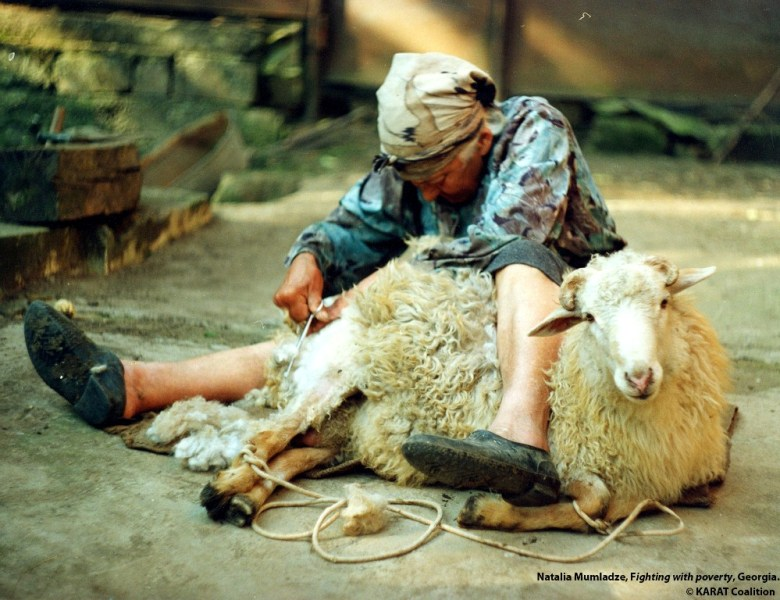 Natalia Mumladze, Fighting with poverty, Georgia.
© KARAT Coalition